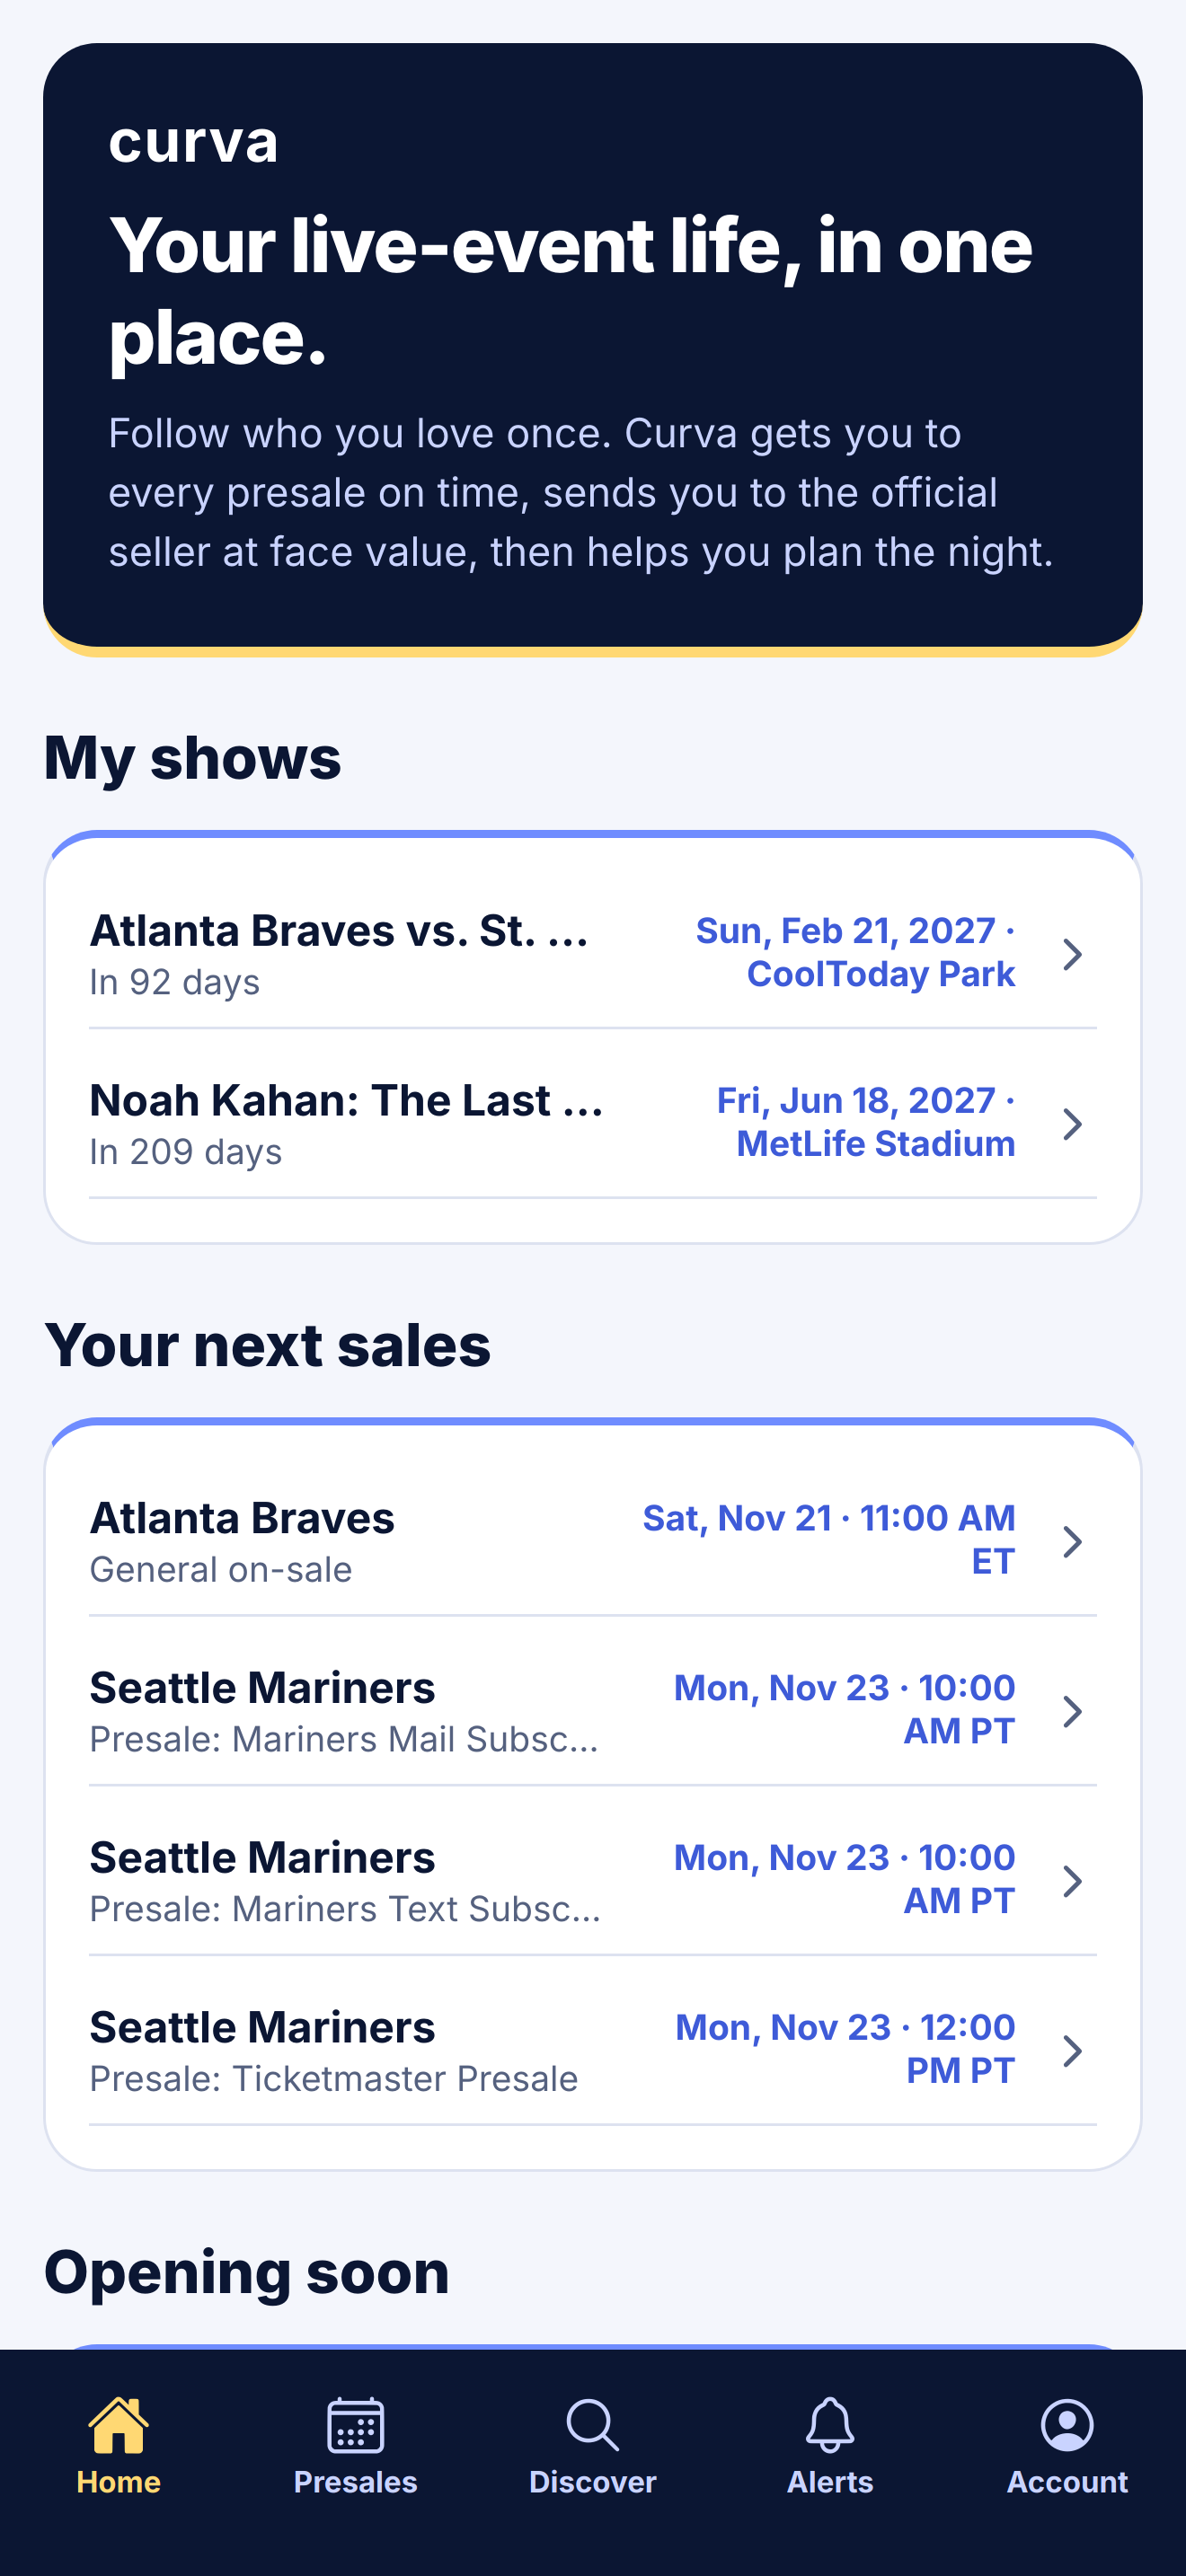 curva
Your live-event life, in one
place.
Follow who you love once. Curva gets you to
every presale on time, sends you to the official
seller at face value, then helps you plan the night.
My shows
Atlanta Braves vs. St. ...
In 92 days
Sun, Feb 21, 2027 ·
CoolToday Park
Noah Kahan: The Last ...
In 209 days
Fri, Jun 18, 2027 ·
MetLife Stadium
Your next sales
Atlanta Braves
General on-sale
Sat, Nov 21 · 11:00 AM
ET
Seattle Mariners
Presale: Mariners Mail Subsc...
Mon, Nov 23 · 10:00
AM PT
Seattle Mariners
Presale: Mariners Text Subsc...
Mon, Nov 23 · 10:00
AM PT
Seattle Mariners
Presale: Ticketmaster Presale
Mon, Nov 23 · 12:00
PM PT
Opening soon
Home
Presales
Discover
Alerts
Account